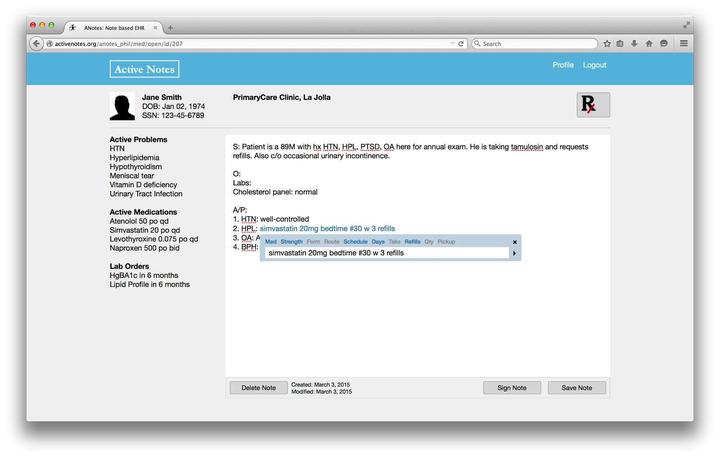 ANotes: Note based EHR
activenotes.org/anotes_phil/med/open/id/207
Search
Active Notes
Profile Logout
Jane Smith
DOB: Jan 02, 1974
SSN: 123-45-6789
PrimaryCare Clinic, La Jolla
Rx
Active Problems
HTN
Hyperlipidemia
Hypothyroidism
Meniscal tear
Vitamin D deficiency
Urinary Tract Infection
Active Medications
Atenolol 50 po qd
Simvastatin 20 po qd
Levothyroxine 0.075 po qd
Naproxen 500 po bid
Lab Orders
HgBA1c in 6 months
Lipid Profile in 6 months
S: Patient is a 89M with hx HTN, HPL, PTSD, OA here for annual exam. He is taking tamulosin and requests
refills. Also c/o occasional urinary incontinence.
O:
Labs:
Cholesterol panel: normal
A/P:
1. HTN: well-controlled
2. HPL: simvastatin 20mg bedtime #30 w 3 refills
3. OA: A
4. BPH:
Med Strength Form Route Schedule Days Take Refills Qty Pickup
simvastatin 20mg bedtime #30 w 3 refills
Delete Note
Created: March 3, 2015
Modified: March 3, 2015
Sign Note
Save Note